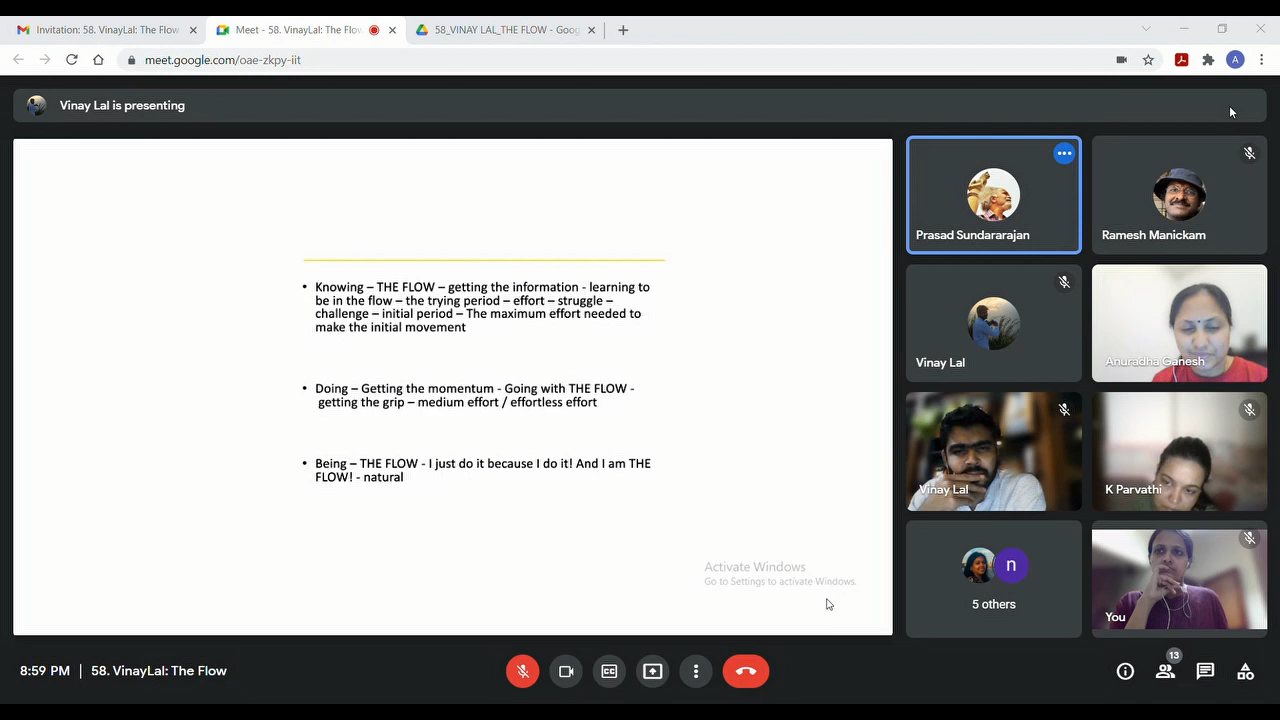 Invitation: 58. VinayLal: The Flow
Meet - 58. VinayLal: The Flow
58_VINAY LAL_THE FLOW - Goog
meet.google.com/oae-zkpy-iit
A
Vinay Lal is presenting
• Knowing – THE FLOW – getting the information - learning to
be in the flow – the trying period – effort – struggle –
challenge – initial period – The maximum effort needed to
make the initial movement
• Doing – Getting the momentum - Going with THE FLOW -
getting the grip – medium effort / effortless effort
• Being – THE FLOW - I just do it because I do it! And I am THE
FLOW! - natural
Activate Windows
Go to Settings to activate Windows.
Prasad Sundararajan
Ramesh Manickam
Vinay Lal
Anuradha Ganesh
Vinay Lal
K Parvathi
n
5 others
You
8:59 PM | 58. VinayLal: The Flow
CC
13